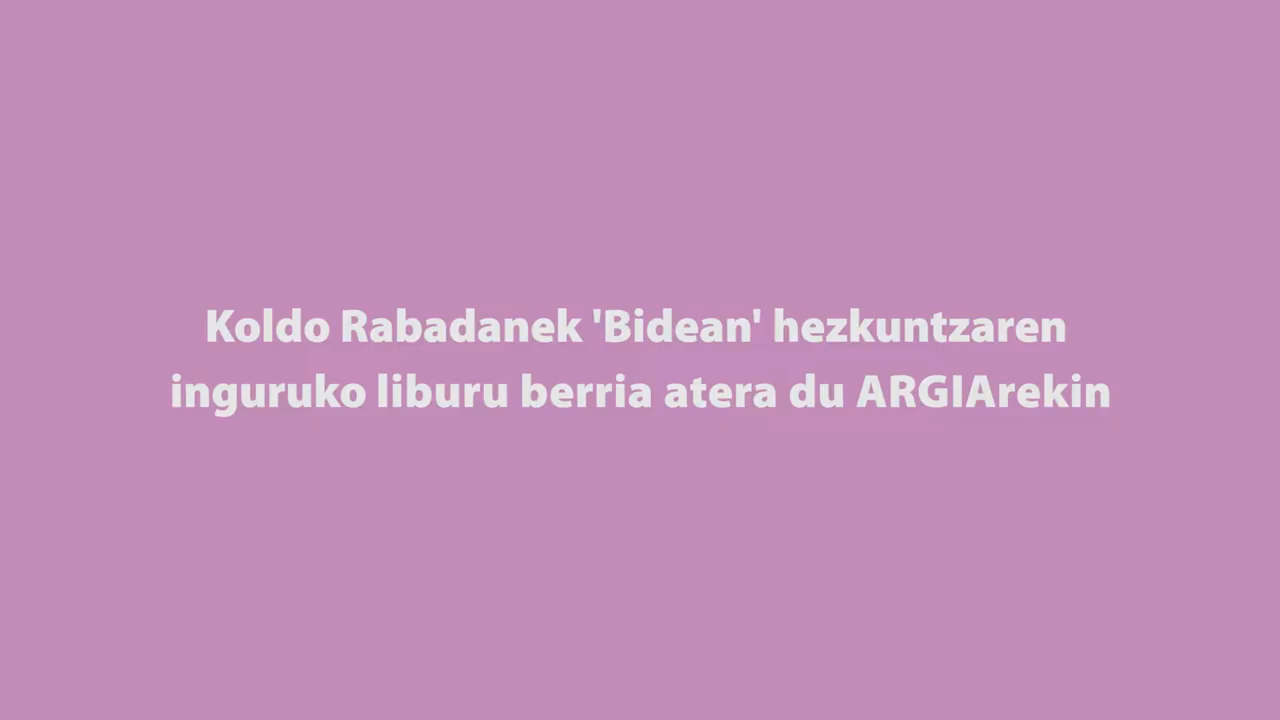 Koldo Rabadanek 'Bidean' hezkuntzaren
inguruko liburu berria atera du ARGIArekin